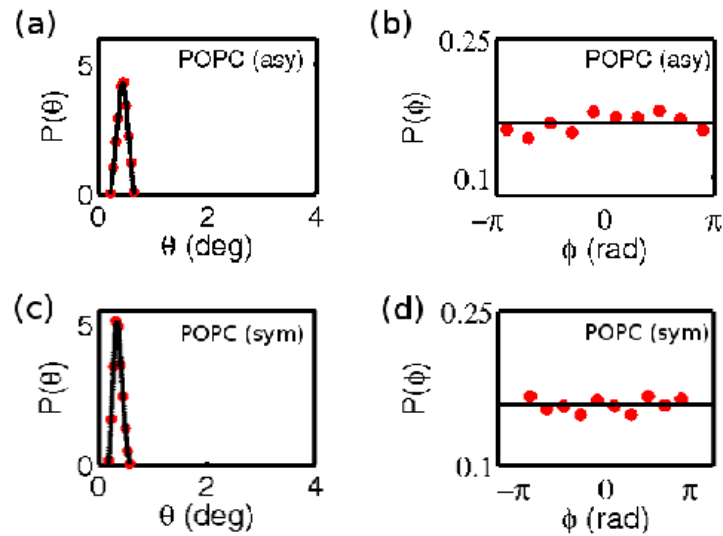 (a)
POPC (asy)
5
0
P(θ)
0 2 4
θ (deg)
(b)
0.25
POPC (asy)
P(ϕ)
0.1
−π 0 π
ϕ (rad)
(c)
POPC (sym)
5
0
P(θ)
0 2 4
θ (deg)
(d)
0.25
POPC (sym)
P(ϕ)
0.1
−π 0 π
ϕ (rad)